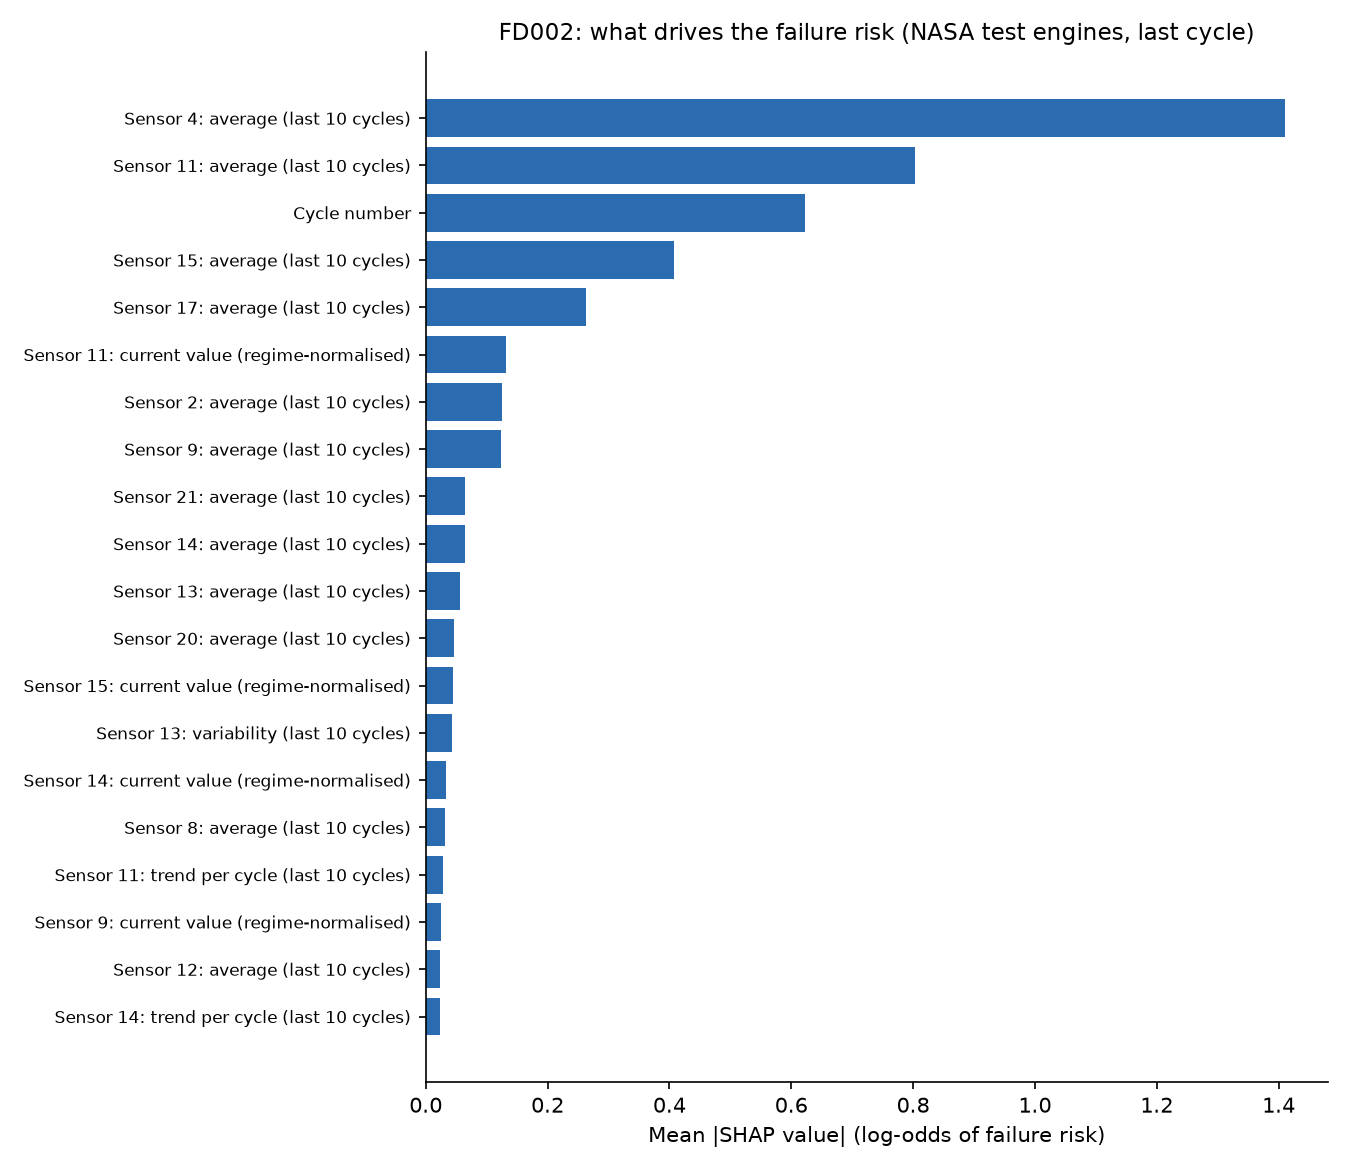 FD002: what drives the failure risk (NASA test engines, last cycle)
Sensor 4: average (last 10 cycles)
Sensor 11: average (last 10 cycles)
Cycle number
Sensor 15: average (last 10 cycles)
Sensor 17: average (last 10 cycles)
Sensor 11: current value (regime-normalised)
Sensor 2: average (last 10 cycles)
Sensor 9: average (last 10 cycles)
Sensor 21: average (last 10 cycles)
Sensor 14: average (last 10 cycles)
Sensor 13: average (last 10 cycles)
Sensor 20: average (last 10 cycles)
Sensor 15: current value (regime-normalised)
Sensor 13: variability (last 10 cycles)
Sensor 14: current value (regime-normalised)
Sensor 8: average (last 10 cycles)
Sensor 11: trend per cycle (last 10 cycles)
Sensor 9: current value (regime-normalised)
Sensor 12: average (last 10 cycles)
Sensor 14: trend per cycle (last 10 cycles)
0.0 0.2 0.4 0.6 0.8 1.0 1.2 1.4
Mean |SHAP value| (log-odds of failure risk)